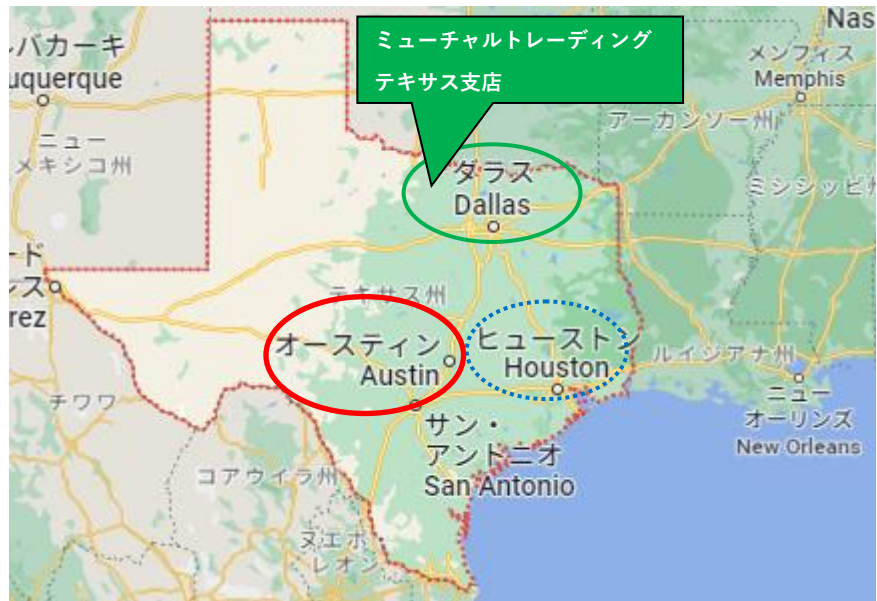 ミューチャルトレーディング
テキサス支店
Nas
バカーキ
uquerque
メンフィス
Memphis
アーカンソー州
ニュー
メキシコ州
ダラス
Dallas
ミシシッピ
ード
レス
rez
テキサス州
オースティン
Austin
ヒューストン
Houston
ルイジアナ州
チワワ
ニュー
オーリンズ
New Orleans
サン・
アントニオ
San Antonio
コアウイラ州
ヌエボ
レオン